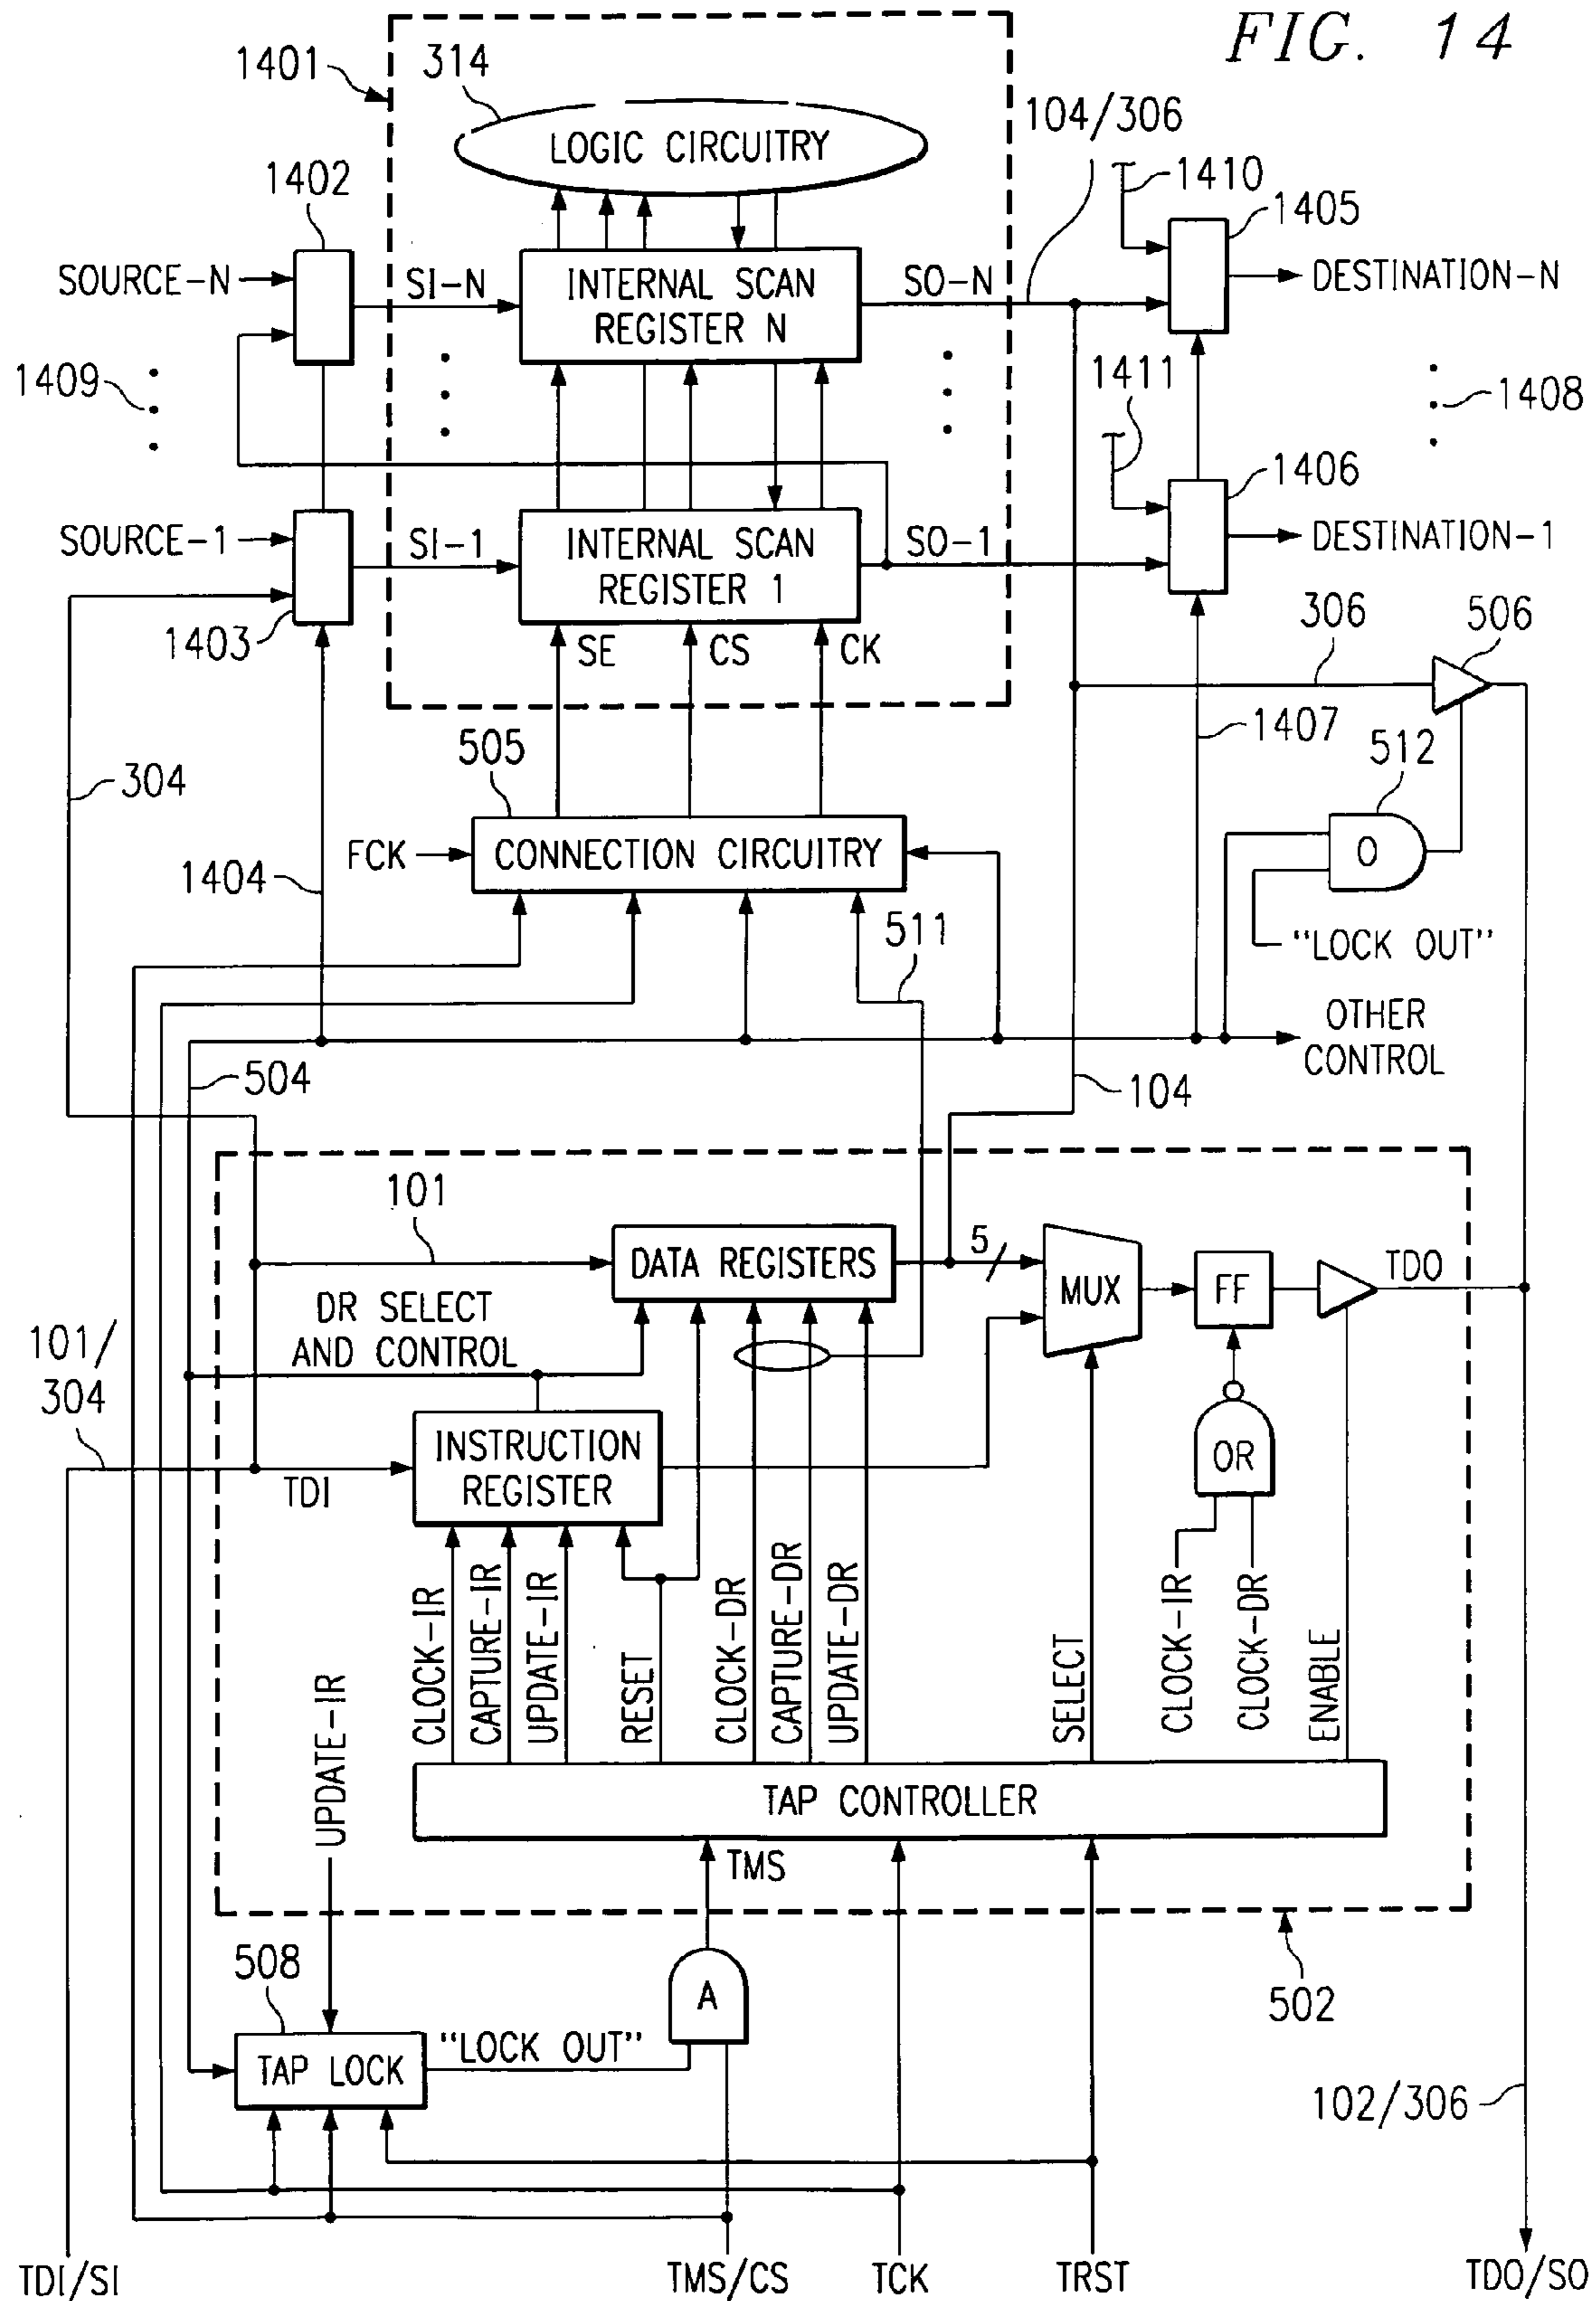 FIG. 14
1401
314
LOGIC CIRCUITRY
104/306
1402
1410
1405
SOURCE-N
SI-N
INTERNAL SCAN
REGISTER N
SO-N
DESTINATION-N
1409
1411
1408
1406
SOURCE-1
SI-1
INTERNAL SCAN
REGISTER 1
SO-1
DESTINATION-1
1403
SE
CS
CK
306
506
304
505
1407
512
1404
FCK
CONNECTION CIRCUITRY
O
511
"LOCK OUT"
OTHER
CONTROL
504
104
101
DATA REGISTERS
5
MUX
FF
TDO
DR SELECT
AND CONTROL
101/
304
INSTRUCTION
REGISTER
OR
TDI
CLOCK-IR
CAPTURE-IR
UPDATE-IR
RESET
CLOCK-DR
CAPTURE-DR
UPDATE-DR
SELECT
CLOCK-IR
CLOCK-DR
ENABLE
UPDATE-IR
TAP CONTROLLER
TMS
508
A
502
TAP LOCK
"LOCK OUT"
102/306
TDI/SI
TMS/CS
TCK
TRST
TDO/SO